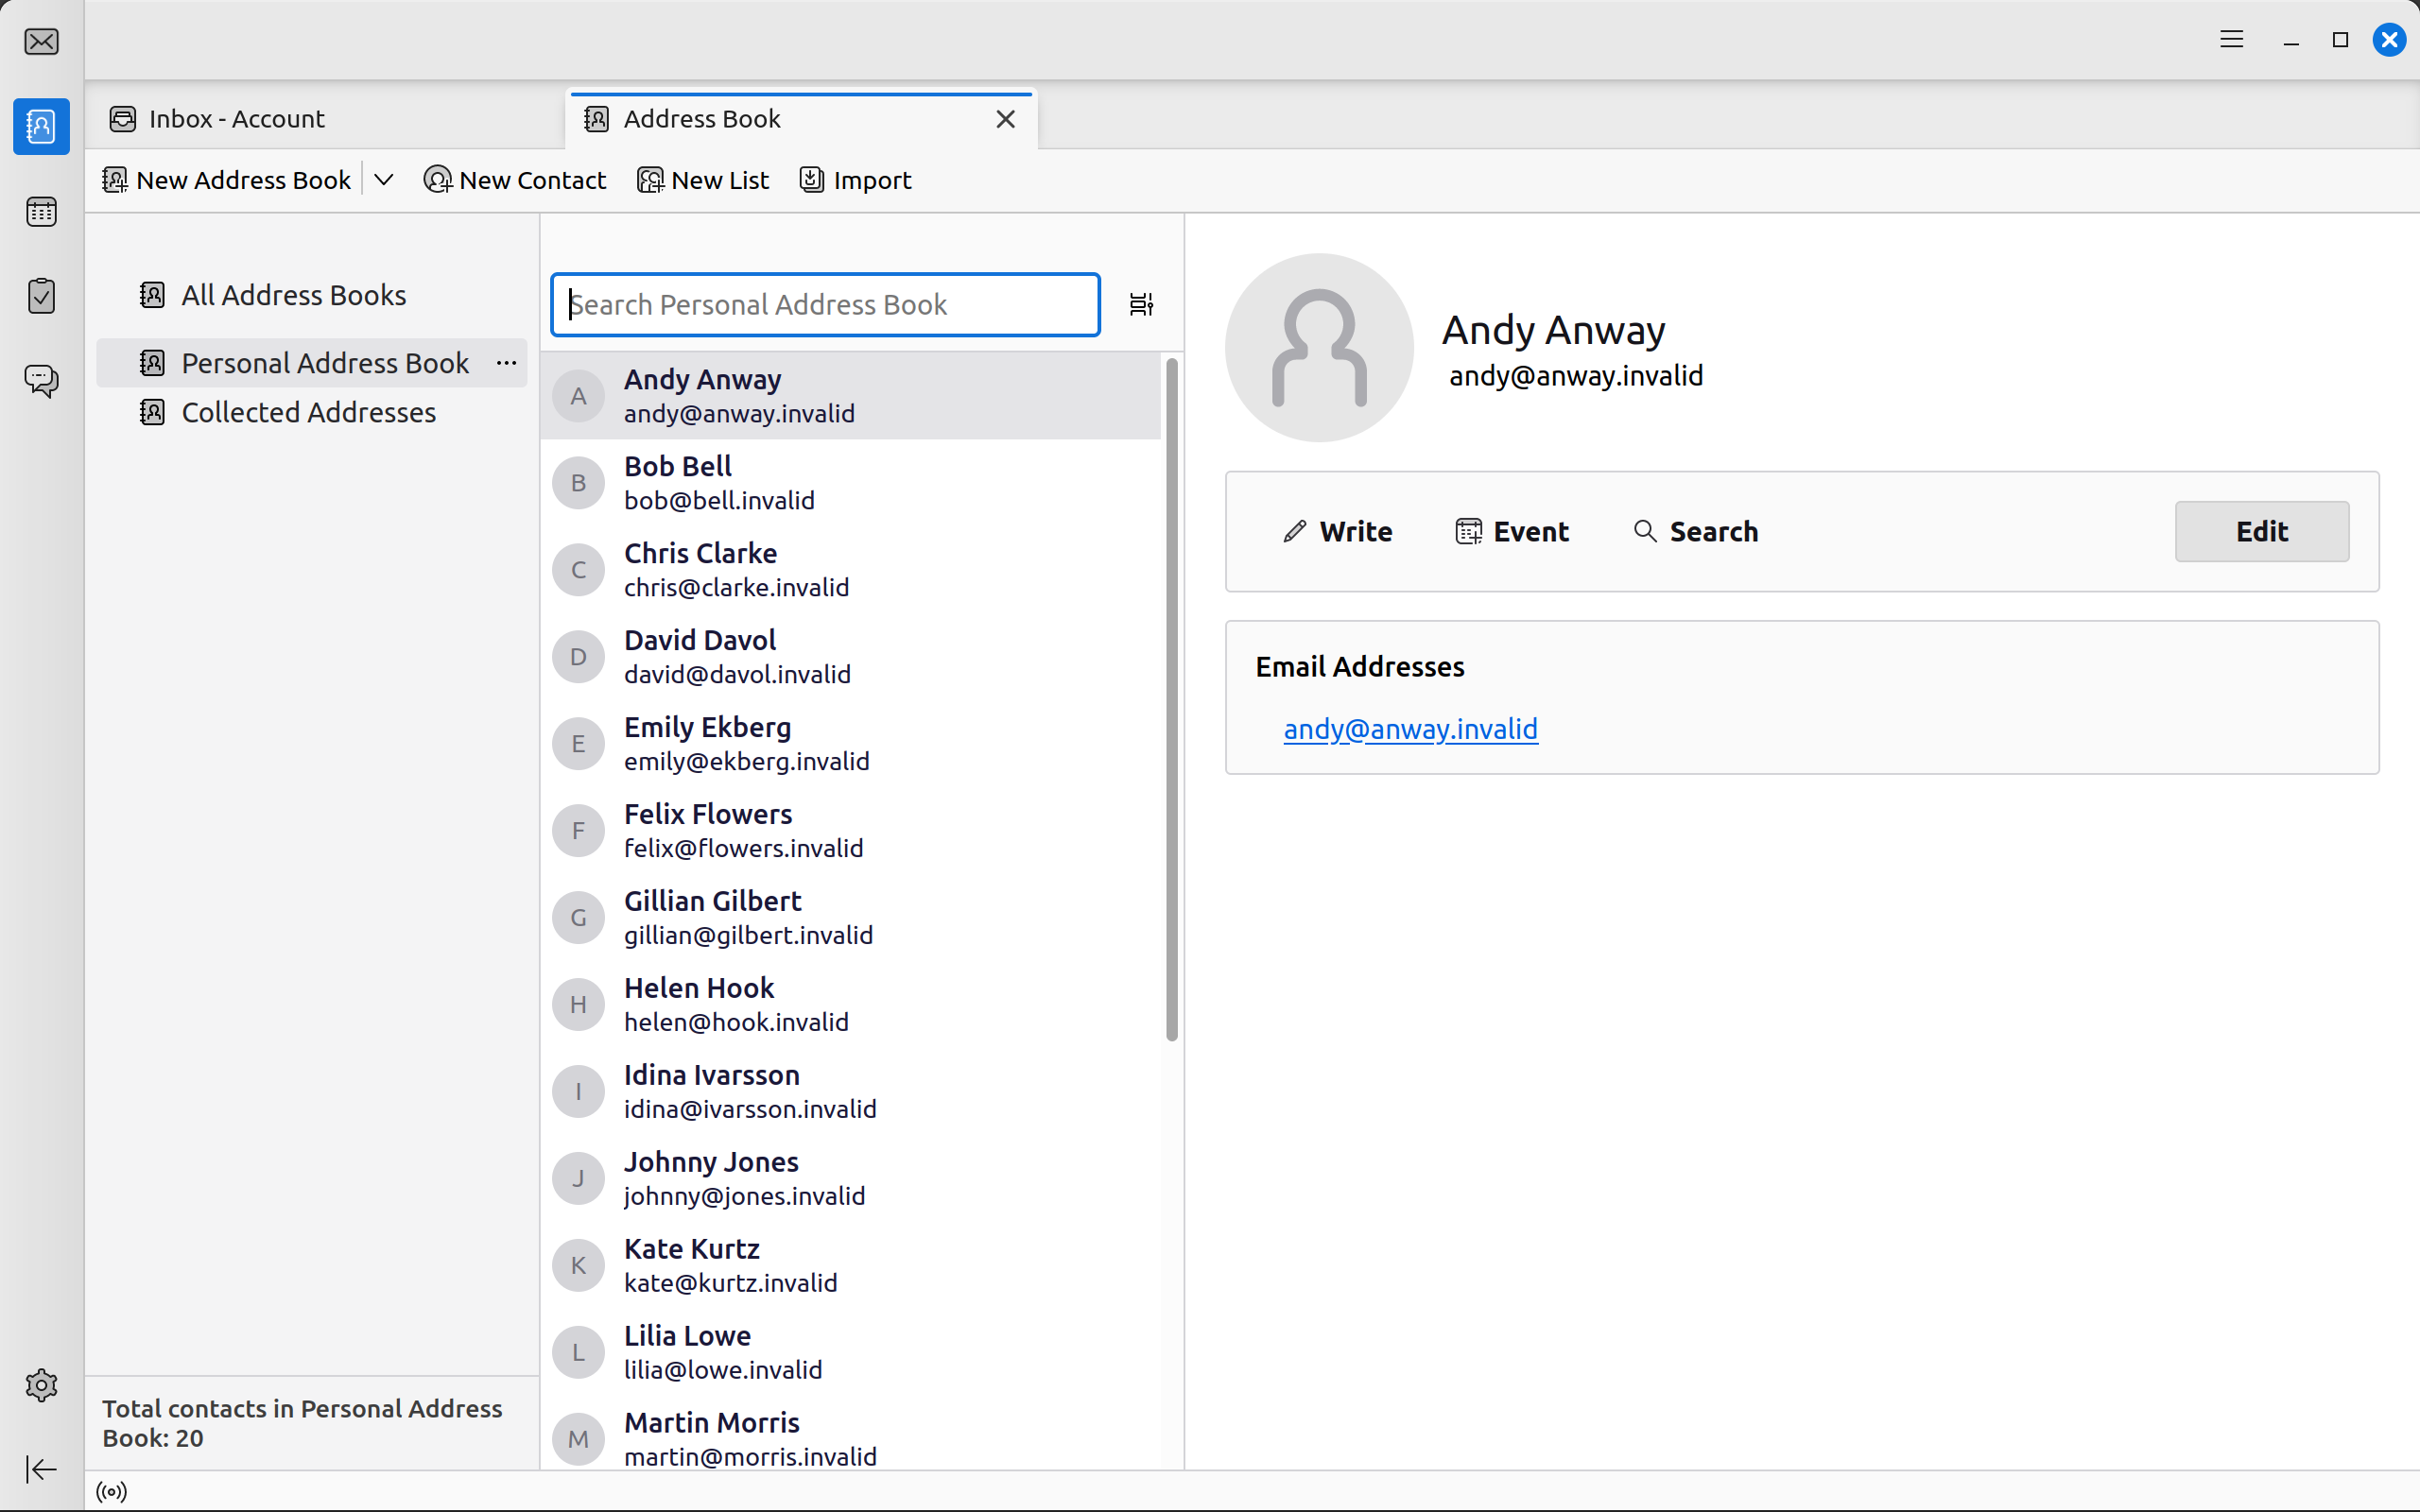 Inbox - Account
Address Book
New Address Book
New Contact
New List
Import
All Address Books
Personal Address Book
Collected Addresses
Total contacts in Personal Address
Book: 20
Search Personal Address Book
A
Andy Anway
andy@anway.invalid
B
Bob Bell
bob@bell.invalid
C
Chris Clarke
chris@clarke.invalid
D
David Davol
david@davol.invalid
E
Emily Ekberg
emily@ekberg.invalid
F
Felix Flowers
felix@flowers.invalid
G
Gillian Gilbert
gillian@gilbert.invalid
H
Helen Hook
helen@hook.invalid
I
Idina Ivarsson
idina@ivarsson.invalid
J
Johnny Jones
johnny@jones.invalid
K
Kate Kurtz
kate@kurtz.invalid
L
Lilia Lowe
lilia@lowe.invalid
M
Martin Morris
martin@morris.invalid
Andy Anway
andy@anway.invalid
Write
Event
Search
Edit
Email Addresses
andy@anway.invalid